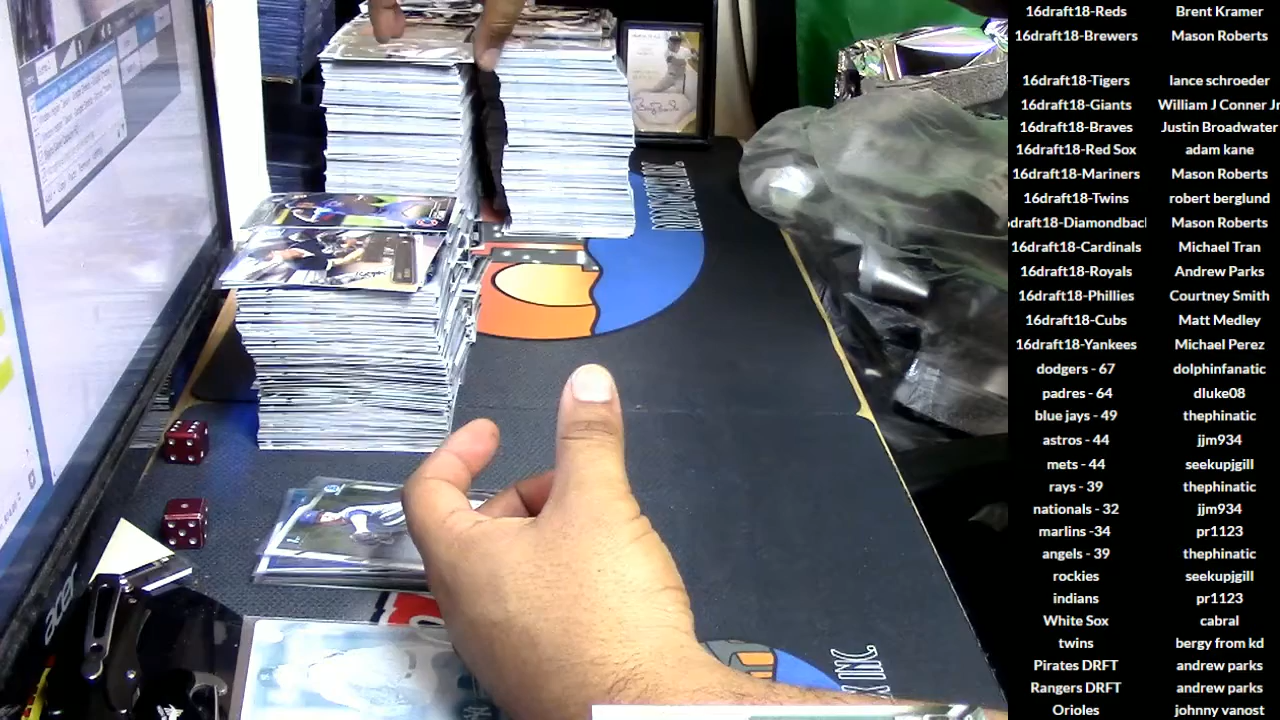 16draft18-Reds Brent Kramer
16draft18-Brewers Mason Roberts
16draft18-Tigers lance schroeder
16draft18-Giants William J Conner Jr
16draft18-Braves Justin Broadwater
16draft18-Red Sox adam kane
16draft18-Mariners Mason Roberts
16draft18-Twins robert berglund
draft18-Diamondbac Mason Roberts
16draft18-Cardinals Michael Tran
16draft18-Royals Andrew Parks
16draft18-Phillies Courtney Smith
16draft18-Cubs Matt Medley
16draft18-Yankees Michael Perez
dodgers - 67 dolphinfanatic
padres - 64 dluke08
blue jays - 49 thephinatic
astros - 44 jjm934
mets - 44 seekupjgill
rays - 39 thephinatic
nationals - 32 jjm934
marlins -34 pr1123
angels - 39 thephinatic
rockies seekupjgill
indians pr1123
White Sox cabral
twins bergy from kd
Pirates DRFT andrew parks
Rangers DRFT andrew parks
Orioles johnny vanost
acer
X INC.